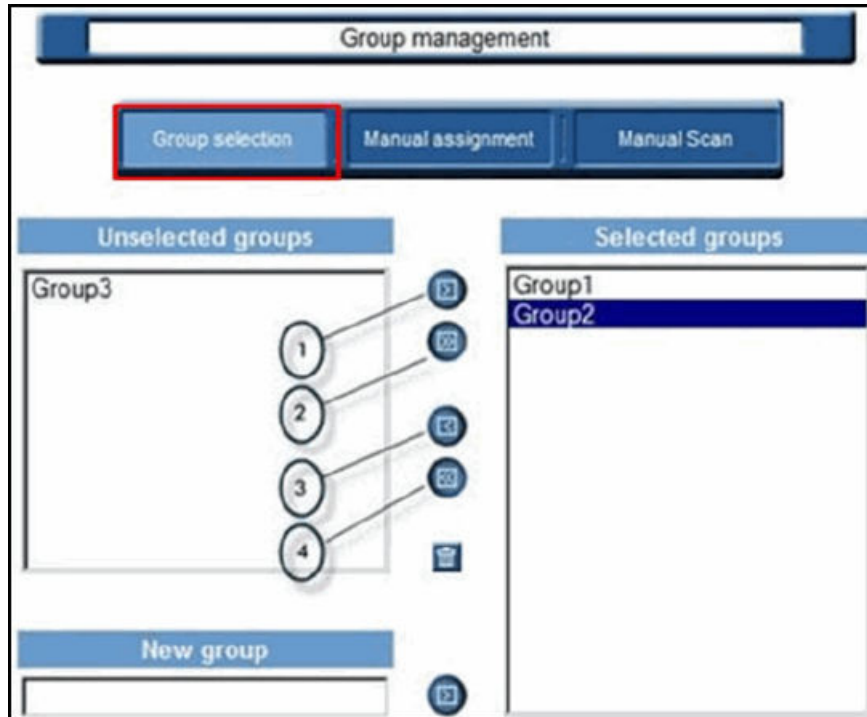 Group management
Group selection
Manual assignment
Manual Scan
Unselected groups
Selected groups
Group3
Group1
Group2
1
2
3
4
New group